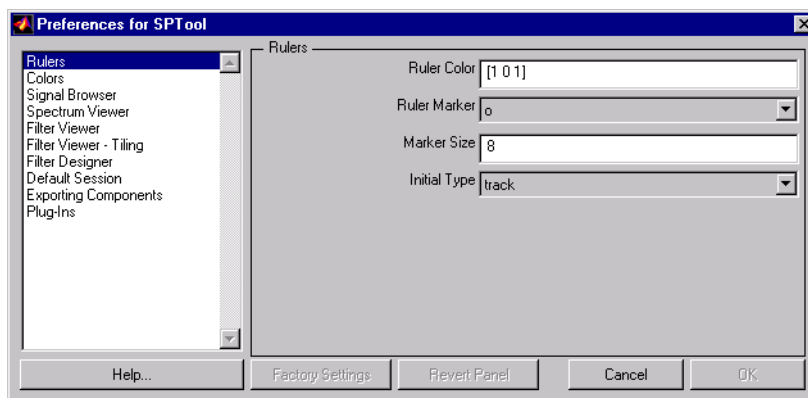 Preferences for SPTool
Rulers
Colors
Signal Browser
Spectrum Viewer
Filter Viewer
Filter Viewer - Tiling
Filter Designer
Default Session
Exporting Components
Plug-Ins
Rulers
Ruler Color [1 0 1]
Ruler Marker o
Marker Size 8
Initial Type track
Help... Factory Settings Revert Panel Cancel OK